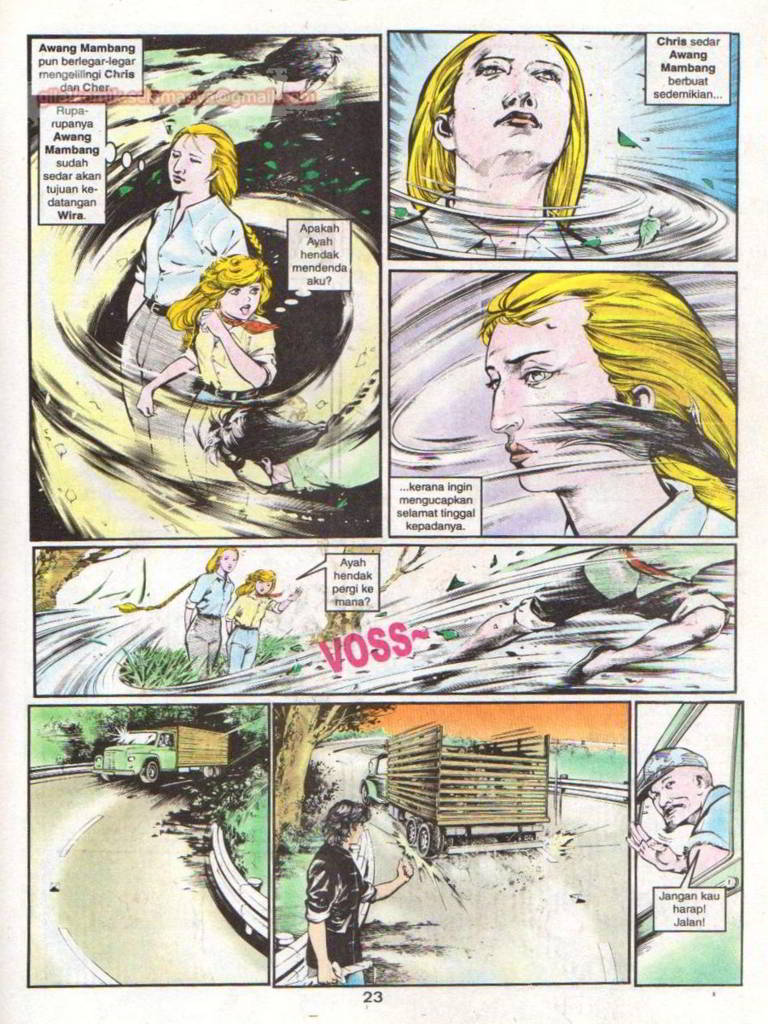 Awang Mambang
pun berlegar-legar
mengelilingi Chris
dan Cher.
Rupa-
rupanya
Awang
Mambang
sudah
sedar akan
tujuan ke-
datangan
Wira.
Apakah
Ayah
hendak
mendenda
aku?
Chris sedar
Awang
Mambang
berbuat
sedemikian...
...kerana ingin
mengucapkan
selamat tinggal
kepadanya.
Ayah
hendak
pergi ke
mana?
VOSS~
Jangan kau
harap!
Jalan!
23